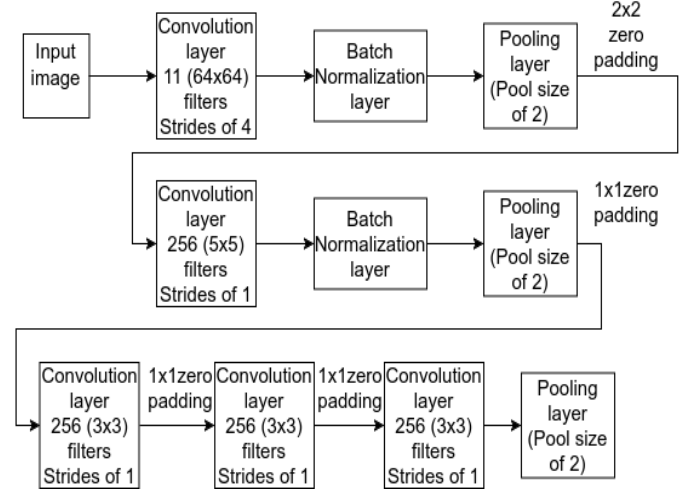 Input
image
Convolution
layer
11 (64x64)
filters
Strides of 4
Batch
Normalization
layer
Pooling
layer
(Pool size
of 2)
2x2
zero
padding
Convolution
layer
256 (5x5)
filters
Strides of 1
Batch
Normalization
layer
Pooling
layer
(Pool size
of 2)
1x1zero
padding
Convolution
layer
256 (3x3)
filters
Strides of 1
1x1zero
padding
Convolution
layer
256 (3x3)
filters
Strides of 1
1x1zero
padding
Convolution
layer
256 (3x3)
filters
Strides of 1
Pooling
layer
(Pool size
of 2)